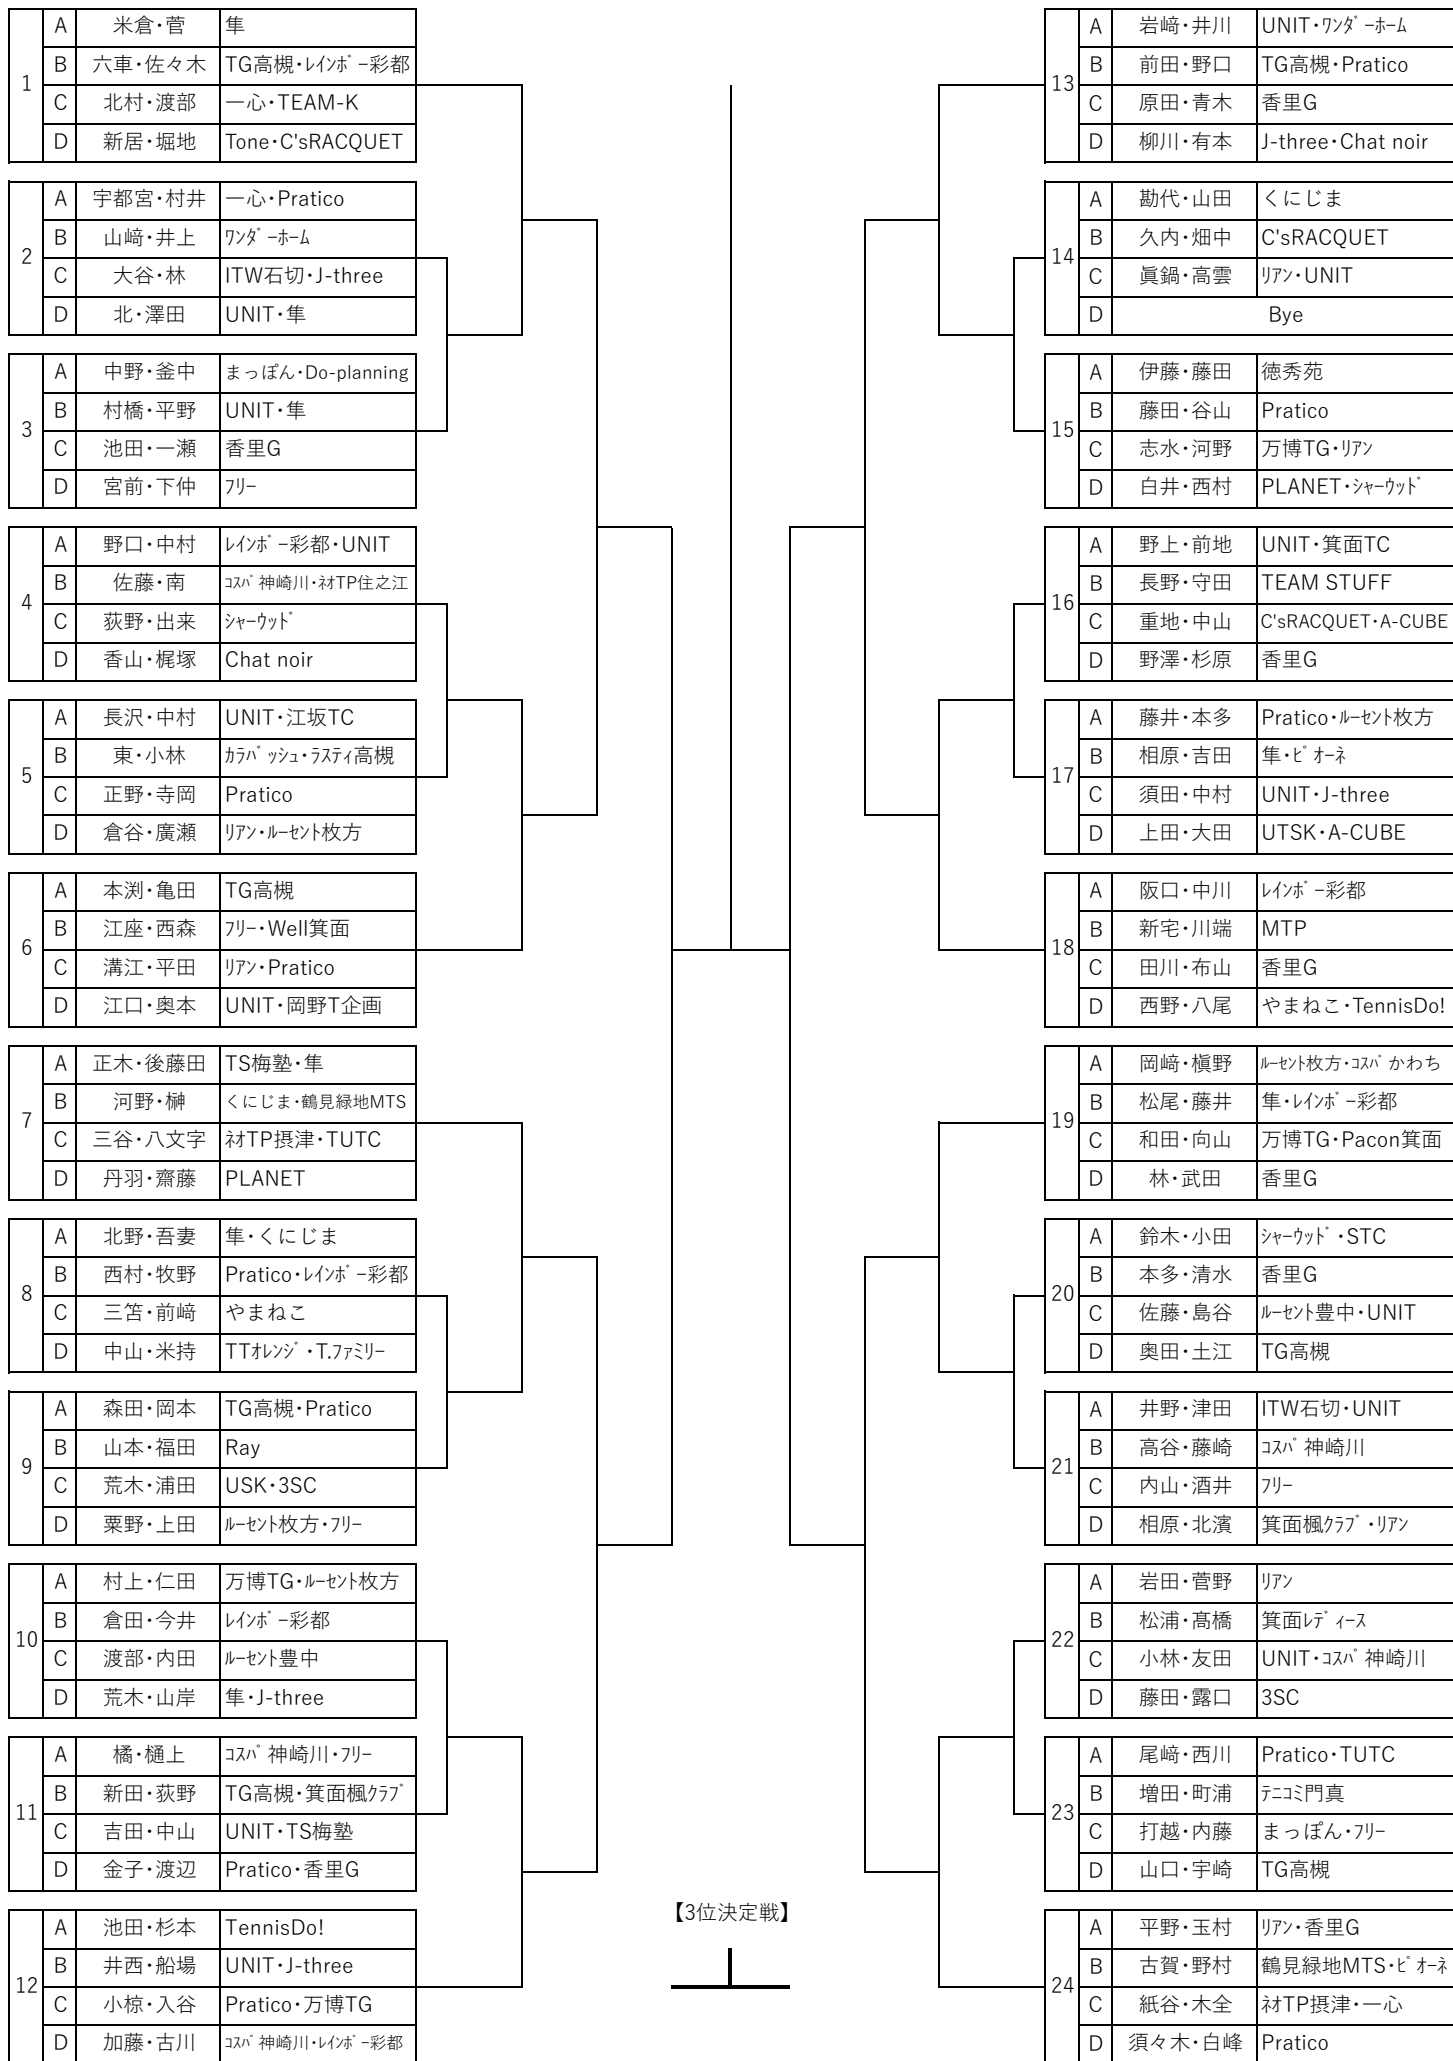 1
A 米倉・菅 隼
B 六車・佐々木 TG高槻・ﾚｲﾝﾎﾞｰ彩都
C 北村・渡部 一心・TEAM-K
D 新居・堀地 Tone・C'sRACQUET
2
A 宇都宮・村井 一心・Pratico
B 山﨑・井上 ﾜﾝﾀﾞｰホーム
C 大谷・林 ITW石切・J-three
D 北・澤田 UNIT・隼
3
A 中野・釜中 まっぽん・Do-planning
B 村橋・平野 UNIT・隼
C 池田・一瀬 香里G
D 宮前・下仲 ﾌﾘｰ
4
A 野口・中村 ﾚｲﾝﾎﾞｰ彩都・UNIT
B 佐藤・南 ｺｽﾊﾟ神崎川・ﾈｵTP住之江
C 荻野・出来 ｼｬｰｳｯﾄﾞ
D 香山・梶塚 Chat noir
5
A 長沢・中村 UNIT・江坂TC
B 東・小林 ｶﾗﾊﾞｯｼｭ・ﾗｽﾃｨ高槻
C 正野・寺岡 Pratico
D 倉谷・廣瀬 ﾘｱﾝ・ﾙｰｾﾝﾄ枚方
6
A 本渕・亀田 TG高槻
B 江座・西森 ﾌﾘｰ・Well箕面
C 溝江・平田 ﾘｱﾝ・Pratico
D 江口・奥本 UNIT・岡野T企画
7
A 正木・後藤田 TS梅塾・隼
B 河野・榊 くにじま・鶴見緑地MTS
C 三谷・八文字 ﾈｵTP摂津・TUTC
D 丹羽・齋藤 PLANET
8
A 北野・吾妻 隼・くにじま
B 西村・牧野 Pratico・ﾚｲﾝﾎﾞｰ彩都
C 三笘・前﨑 やまねこ
D 中山・米持 TTｵﾚﾝｼﾞ・T.ﾌｧﾐﾘｰ
9
A 森田・岡本 TG高槻・Pratico
B 山本・福田 Ray
C 荒木・浦田 USK・3SC
D 粟野・上田 ﾙｰｾﾝﾄ枚方・ﾌﾘｰ
10
A 村上・仁田 万博TG・ﾙｰｾﾝﾄ枚方
B 倉田・今井 ﾚｲﾝﾎﾞｰ彩都
C 渡部・内田 ﾙｰｾﾝﾄ豊中
D 荒木・山岸 隼・J-three
11
A 橘・樋上 ｺｽﾊﾟ神崎川・ﾌﾘｰ
B 新田・荻野 TG高槻・箕面楓ｸﾗﾌﾞ
C 吉田・中山 UNIT・TS梅塾
D 金子・渡辺 Pratico・香里G
12
A 池田・杉本 TennisDo!
B 井西・船場 UNIT・J-three
C 小椋・入谷 Pratico・万博TG
D 加藤・古川 ｺｽﾊﾟ神崎川・ﾚｲﾝﾎﾞｰ彩都
【3位決定戦】
13
A 岩﨑・井川 UNIT・ﾜﾝﾀﾞｰﾎｰﾑ
B 前田・野口 TG高槻・Pratico
C 原田・青木 香里G
D 柳川・有本 J-three・Chat noir
14
A 勘代・山田 くにじま
B 久内・畑中 C'sRACQUET
C 眞鍋・高雲 ﾘｱﾝ・UNIT
D Bye
15
A 伊藤・藤田 徳秀苑
B 藤田・谷山 Pratico
C 志水・河野 万博TG・ﾘｱﾝ
D 白井・西村 PLANET・ｼｬｰｳｯﾄﾞ
16
A 野上・前地 UNIT・箕面TC
B 長野・守田 TEAM STUFF
C 重地・中山 C'sRACQUET・A-CUBE
D 野澤・杉原 香里G
17
A 藤井・本多 Pratico・ﾙｰｾﾝﾄ枚方
B 相原・吉田 隼・ﾋﾟｵｰﾈ
C 須田・中村 UNIT・J-three
D 上田・大田 UTSK・A-CUBE
18
A 阪口・中川 ﾚｲﾝﾎﾞｰ彩都
B 新宅・川端 MTP
C 田川・布山 香里G
D 西野・八尾 やまねこ・TennisDo!
19
A 岡﨑・槇野 ﾙｰｾﾝﾄ枚方・ｺｽﾊﾟかわち
B 松尾・藤井 隼・ﾚｲﾝﾎﾞｰ彩都
C 和田・向山 万博TG・Pacon箕面
D 林・武田 香里G
20
A 鈴木・小田 ｼｬｰｳｯﾄﾞ・STC
B 本多・清水 香里G
C 佐藤・島谷 ﾙｰｾﾝﾄ豊中・UNIT
D 奥田・土江 TG高槻
21
A 井野・津田 ITW石切・UNIT
B 高谷・藤崎 ｺｽﾊﾟ神崎川
C 内山・酒井 ﾌﾘｰ
D 相原・北濱 箕面楓ｸﾗﾌﾞ・ﾘｱﾝ
22
A 岩田・菅野 ﾘｱﾝ
B 松浦・髙橋 箕面ﾚﾃﾞｨｰｽ
C 小林・友田 UNIT・ｺｽﾊﾟ神崎川
D 藤田・露口 3SC
23
A 尾﨑・西川 Pratico・TUTC
B 増田・町浦 ﾃﾆｺﾐ門真
C 打越・内藤 まっぽん・ﾌﾘｰ
D 山口・宇崎 TG高槻
24
A 平野・玉村 ﾘｱﾝ・香里G
B 古賀・野村 鶴見緑地MTS・ﾋﾟｵｰﾈ
C 紙谷・木全 ﾈｵTP摂津・一心
D 須々木・白峰 Pratico